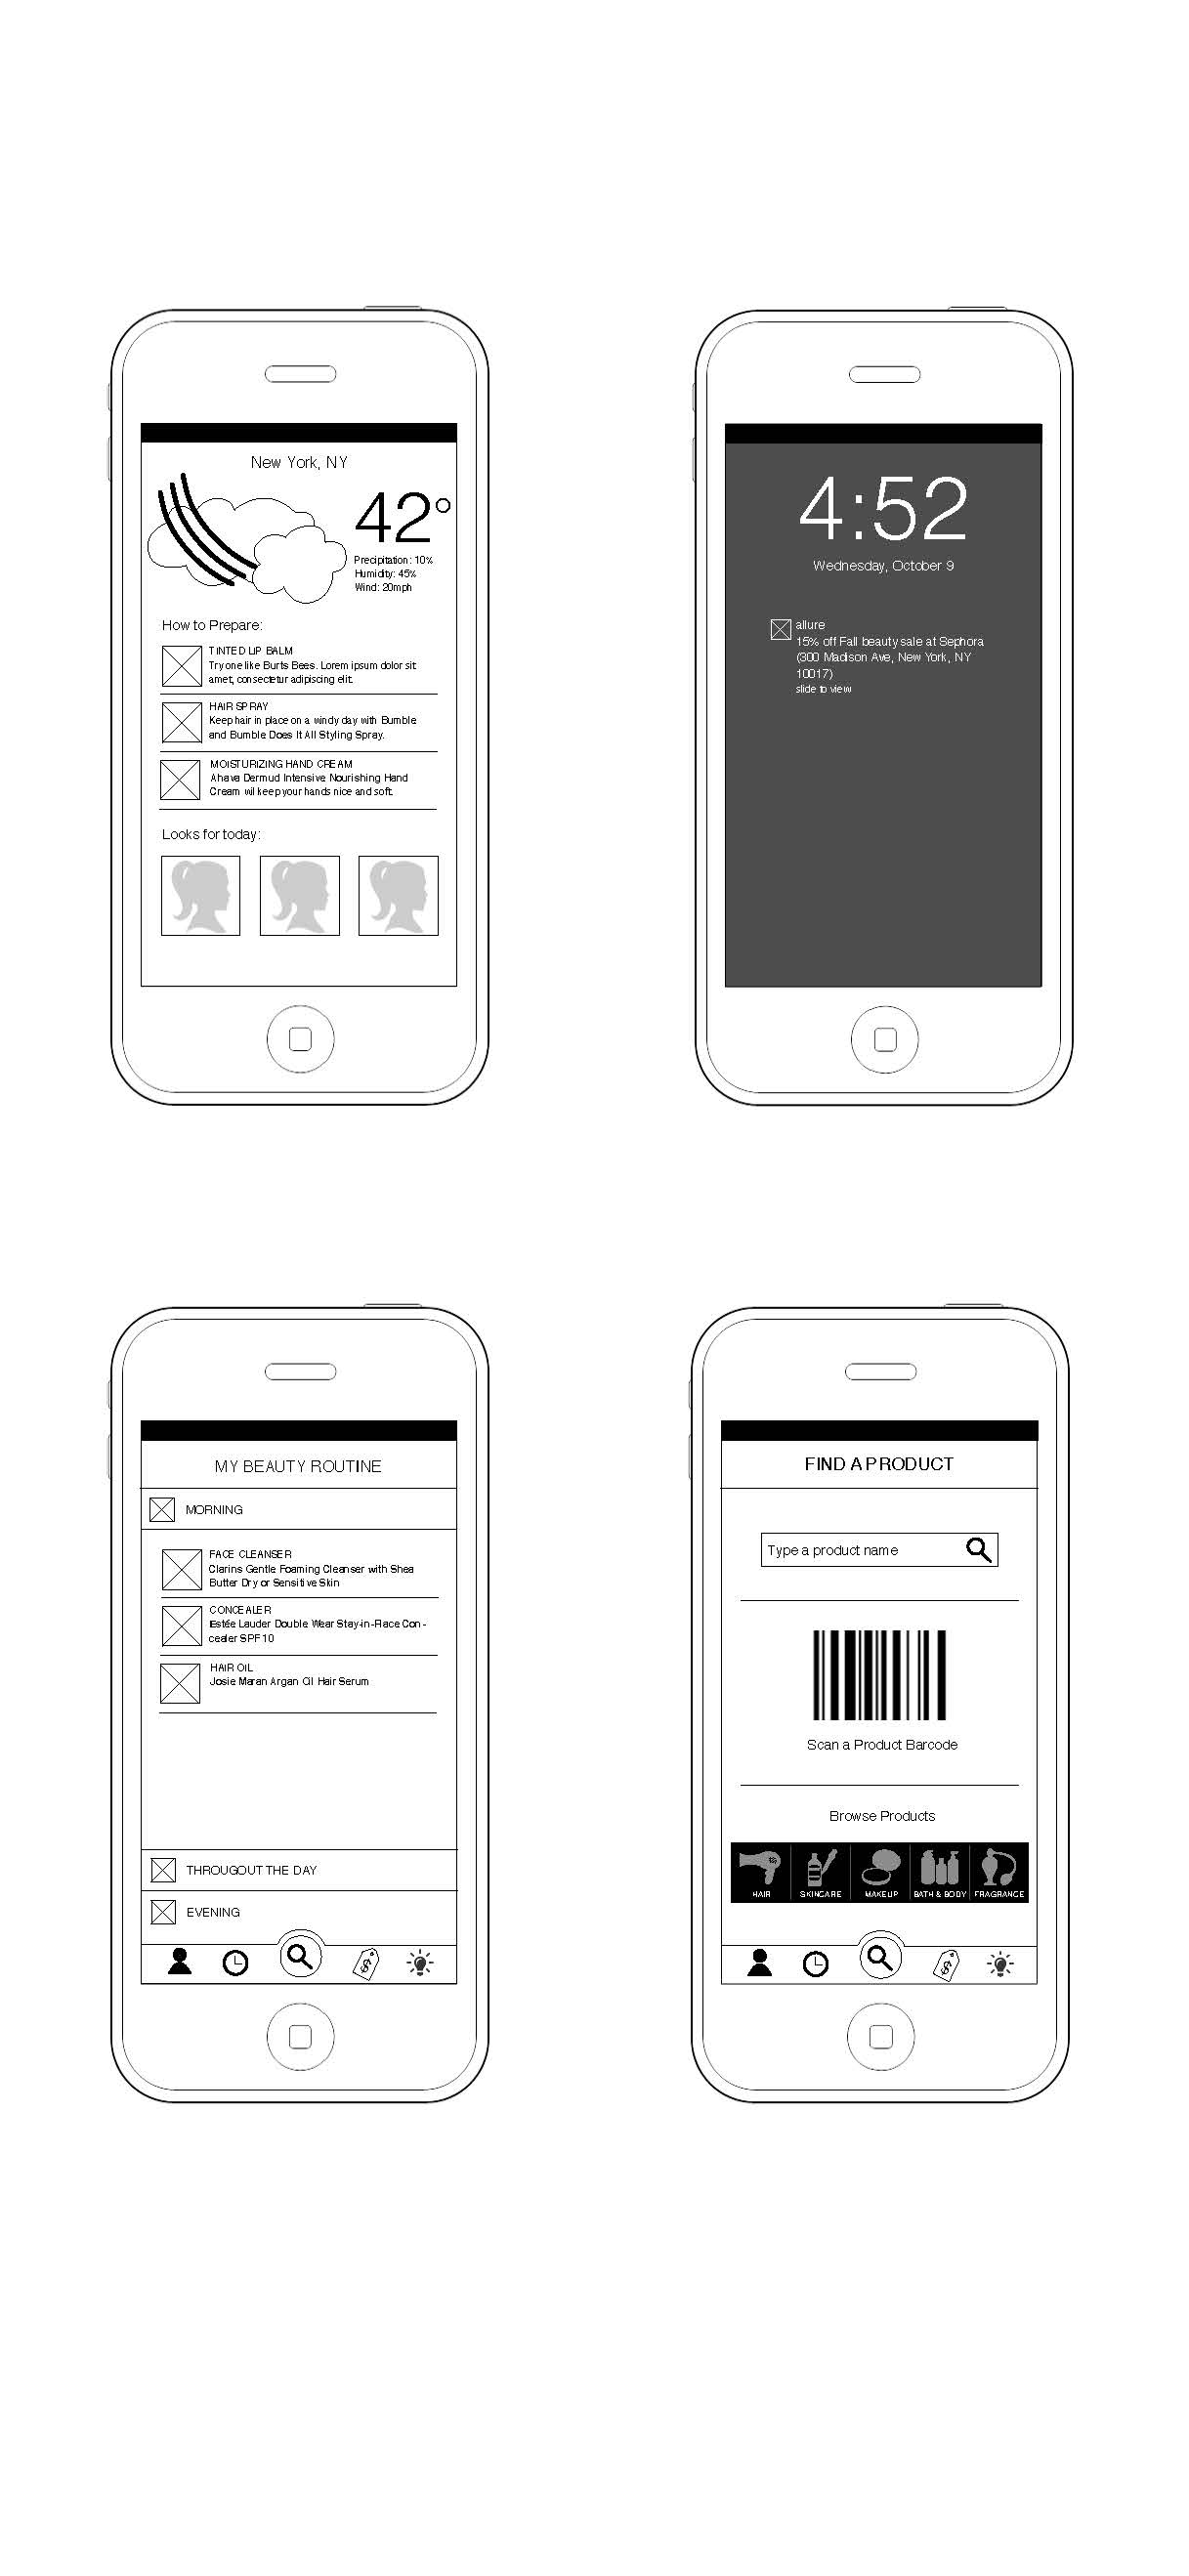 New York, NY
42°
Precipitation: 10%
Humidity: 45%
Wind: 20mph
How to Prepare:
TINTED LIP BALM
Try one like Burts Bees. Lorem ipsum dolor sit
amet, consectetur adipiscing elit.
HAIR SPRAY
Keep hair in place on a windy day with Bumble
and Bumble Does It All Styling Spray.
MOISTURIZING HAND CREAM
Ahava Dermud Intensive Nourishing Hand
Cream wil keep your hands nice and soft.
Looks for today:
4:52
Wednesday, October 9
allure
15% off Fall beauty sale at Sephora
(300 Madison Ave, New York, NY
10017)
slide to view
MY BEAUTY ROUTINE
MORNING
FACE CLEANSER
Clarins Gentle Foaming Cleanser with Shea
Butter Dry or Sensitive Skin
CONCEALER
Estée Lauder Double Wear Stay-in-Place Con-
cealer SPF10
HAIR OIL
Josie Maran Argan Oil Hair Serum
THROUGOUT THE DAY
EVENING
$
FIND A PRODUCT
Type a product name
Scan a Product Barcode
Browse Products
HAIR SKINCARE MAKEUP BATH & BODY FRAGRANCE
$